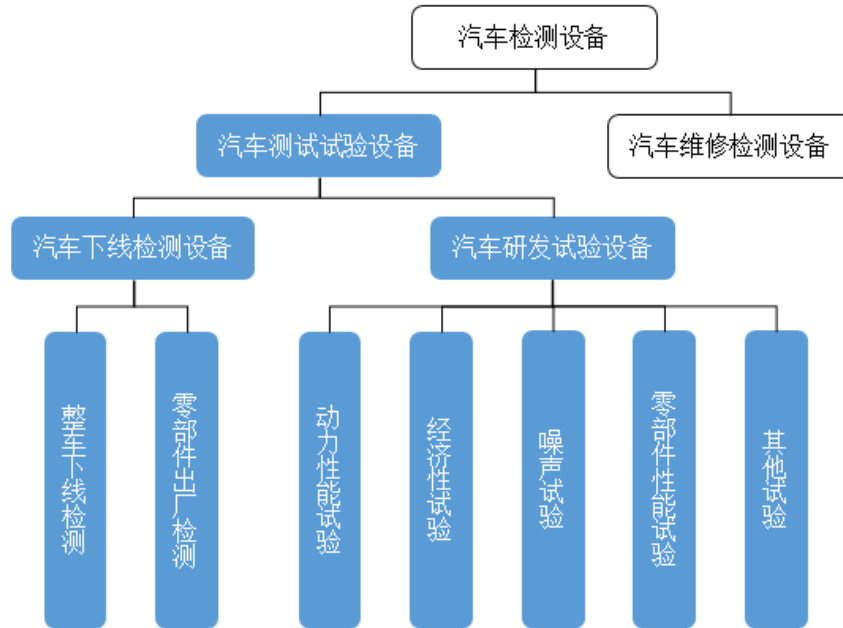 汽车检测设备
汽车测试试验设备
汽车维修检测设备
汽车下线检测设备
汽车研发试验设备
整车下线检测
零部件出厂检测
动力性能试验
经济性试验
噪声试验
零部件性能试验
其他试验